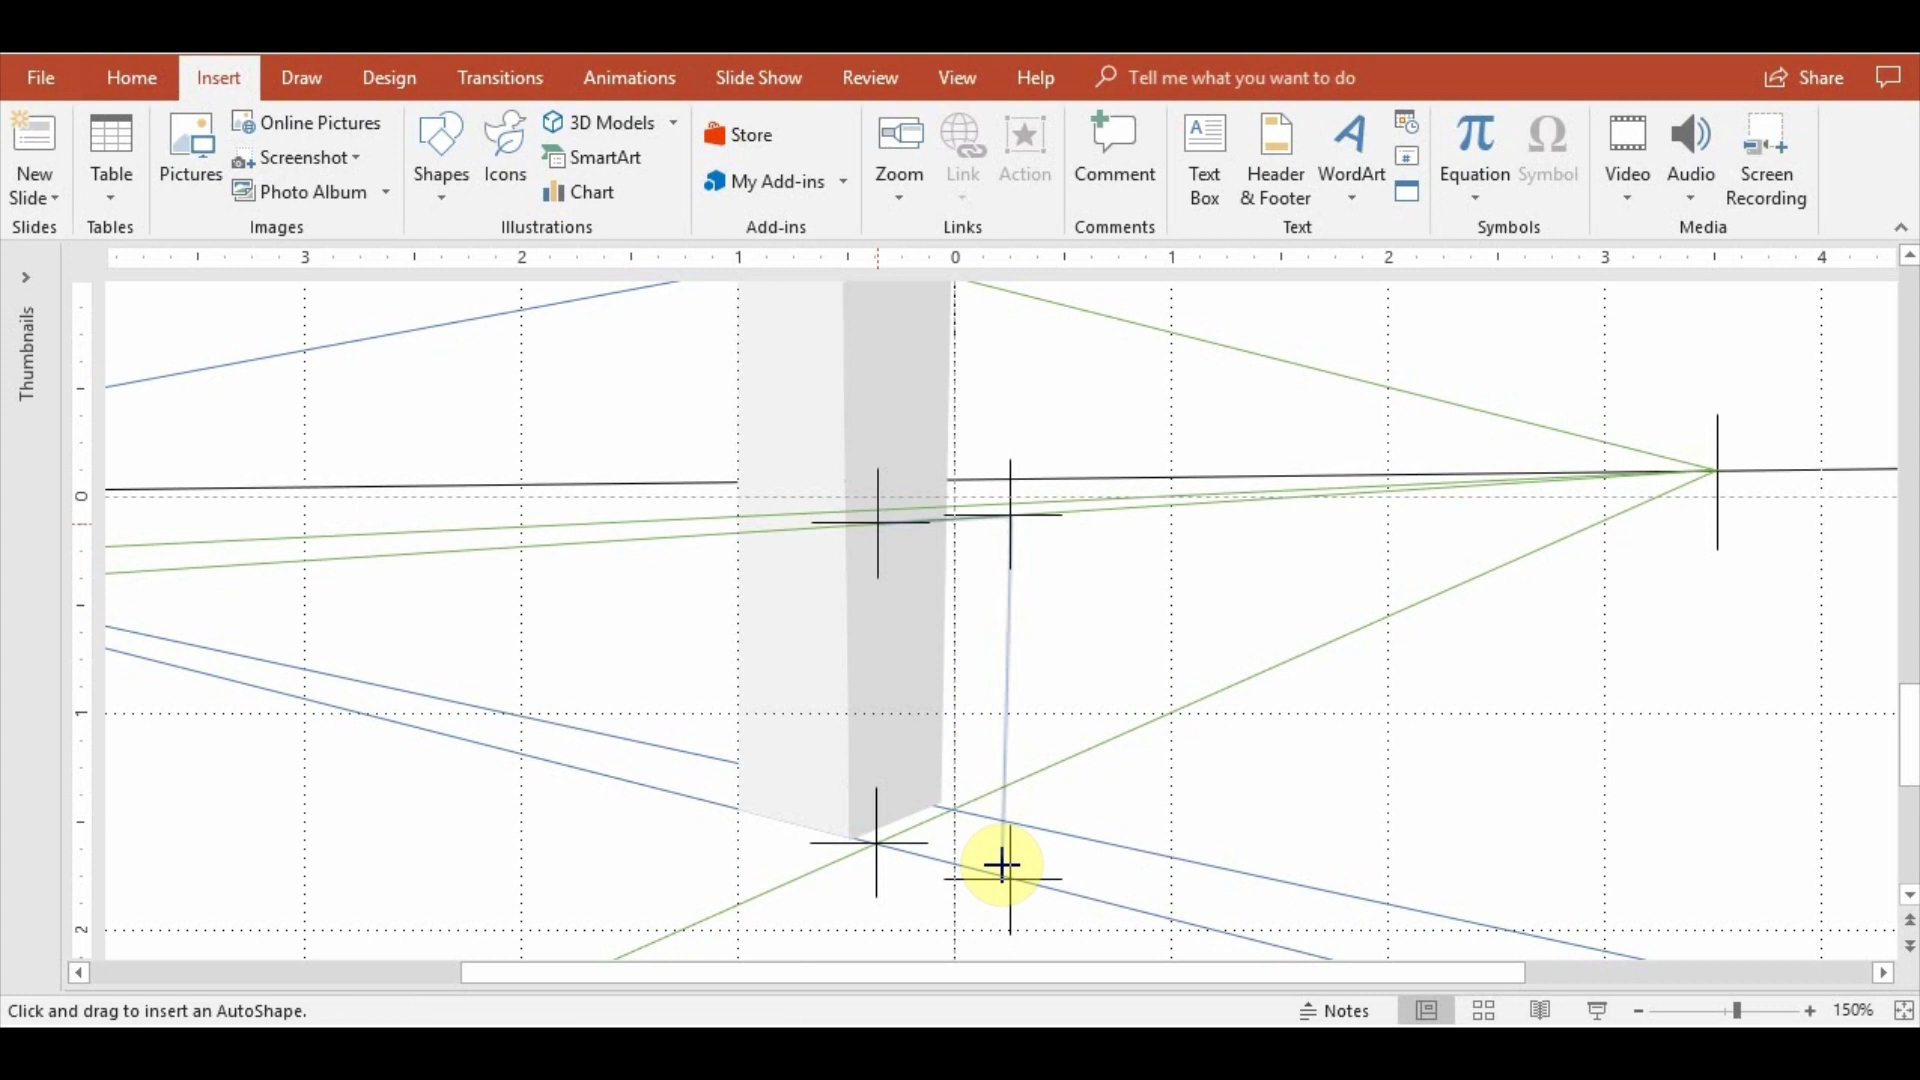 File Home Insert Draw Design Transitions Animations Slide Show Review View Help Tell me what you want to do Share
New Slide
Table
Pictures
Online Pictures
Screenshot
Photo Album
Shapes
Icons
3D Models
SmartArt
Chart
Store
My Add-ins
Zoom
Link
Action
Comment
A
Text Box
Header & Footer
A
WordArt
#
π
Equation
Ω
Symbol
Video
Audio
Screen Recording
Slides Tables Images Illustrations Add-ins Links Comments Text Symbols Media
3 2 1 0 1 2 3 4
Thumbnails
0
1
2
Click and drag to insert an AutoShape. Notes 150%